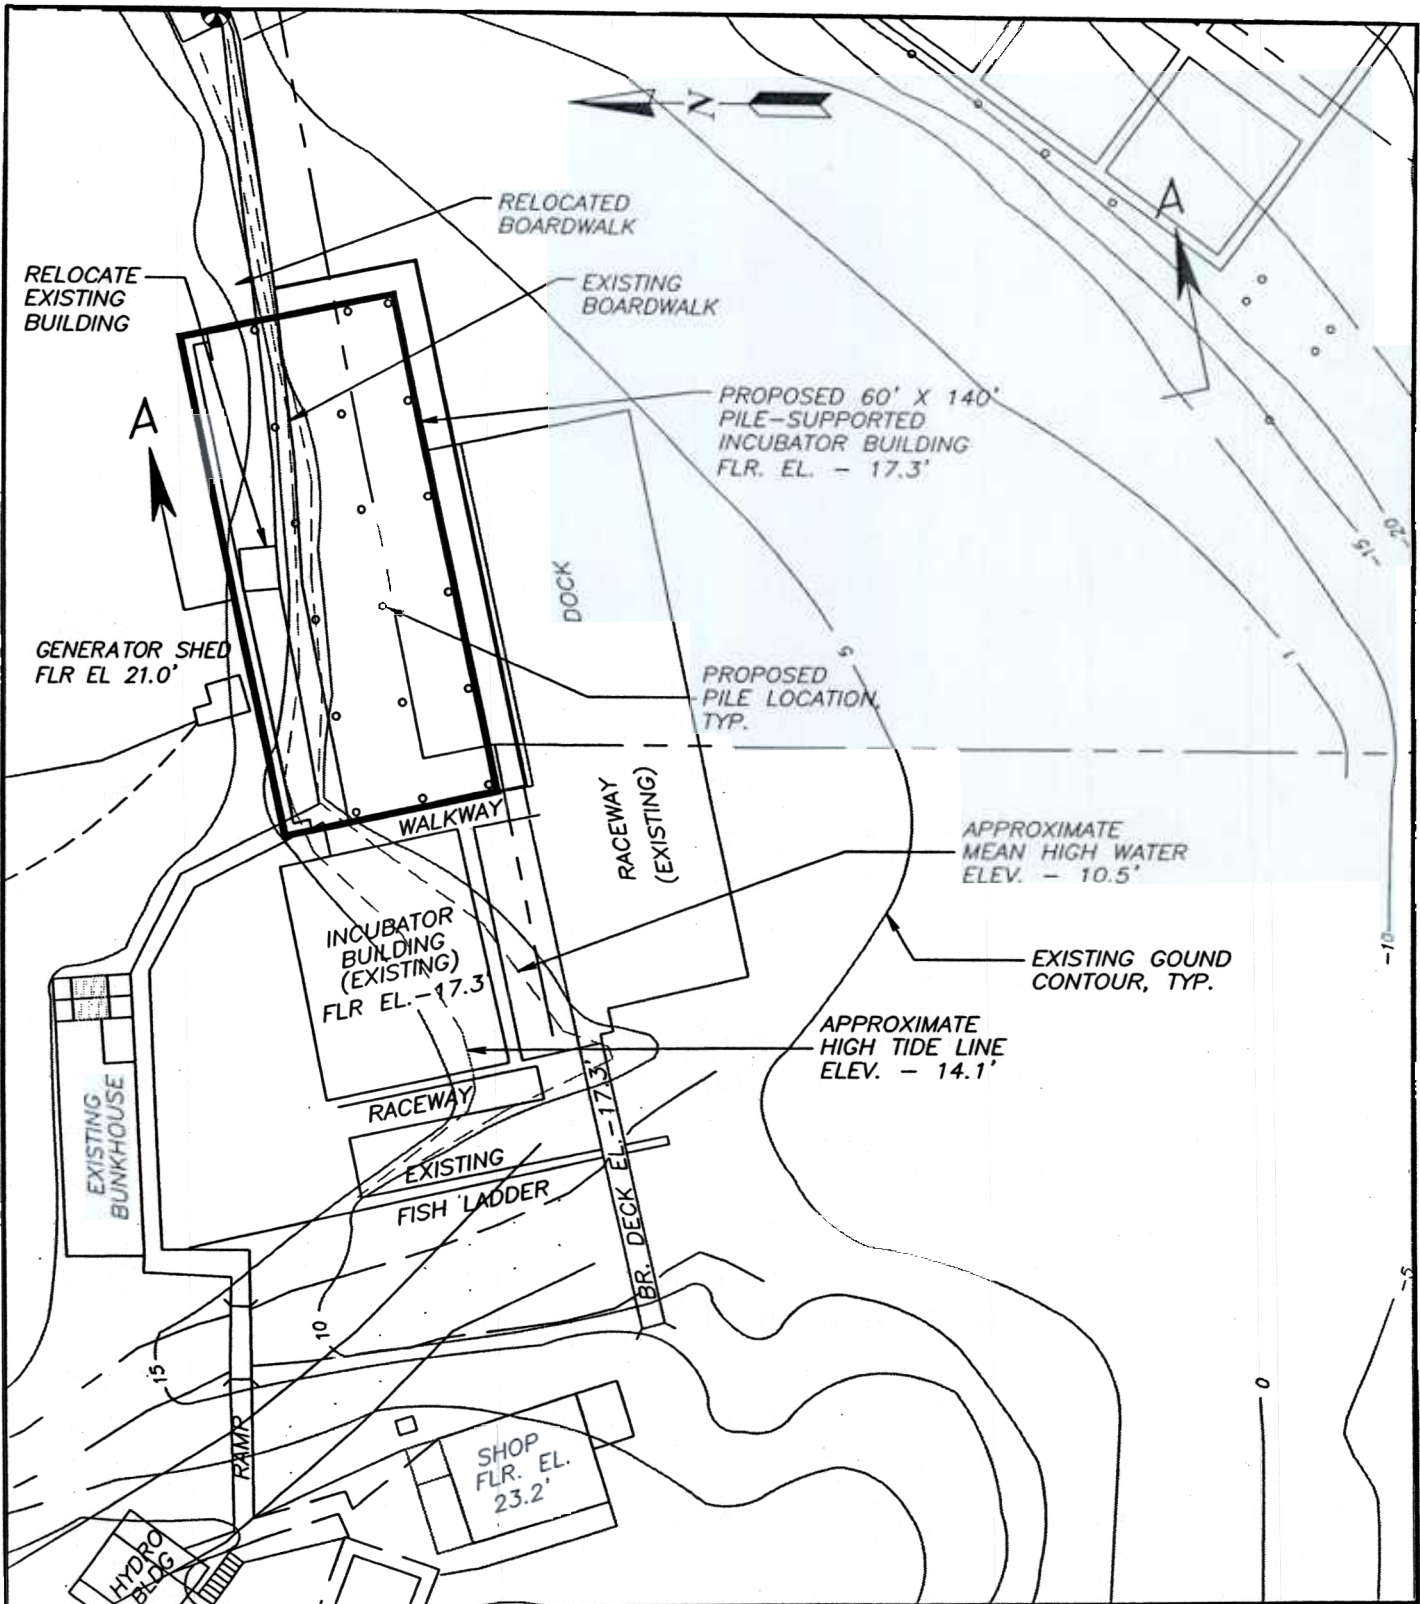 N
A
RELOCATED
BOARDWALK
RELOCATE
EXISTING
BUILDING
EXISTING
BOARDWALK
A
PROPOSED 60' X 140'
PILE-SUPPORTED
INCUBATOR BUILDING
FLR. EL. - 17.3'
-20
-15
DOCK
GENERATOR SHED
FLR EL 21.0'
5
1
PROPOSED
PILE LOCATION,
TYP.
WALKWAY
RACEWAY
(EXISTING)
APPROXIMATE
MEAN HIGH WATER
ELEV. - 10.5'
INCUBATOR
BUILDING
(EXISTING)
FLR EL.-17.3'
-10
EXISTING GOUND
CONTOUR, TYP.
APPROXIMATE
HIGH TIDE LINE
ELEV. - 14.1'
RACEWAY
EXISTING
BUNKHOUSE
EXISTING
FISH LADDER
BR. DECK EL.-17.3'
-5
10
15
0
RAMP
SHOP
FLR. EL.
23.2'
HYDRO
BLDG